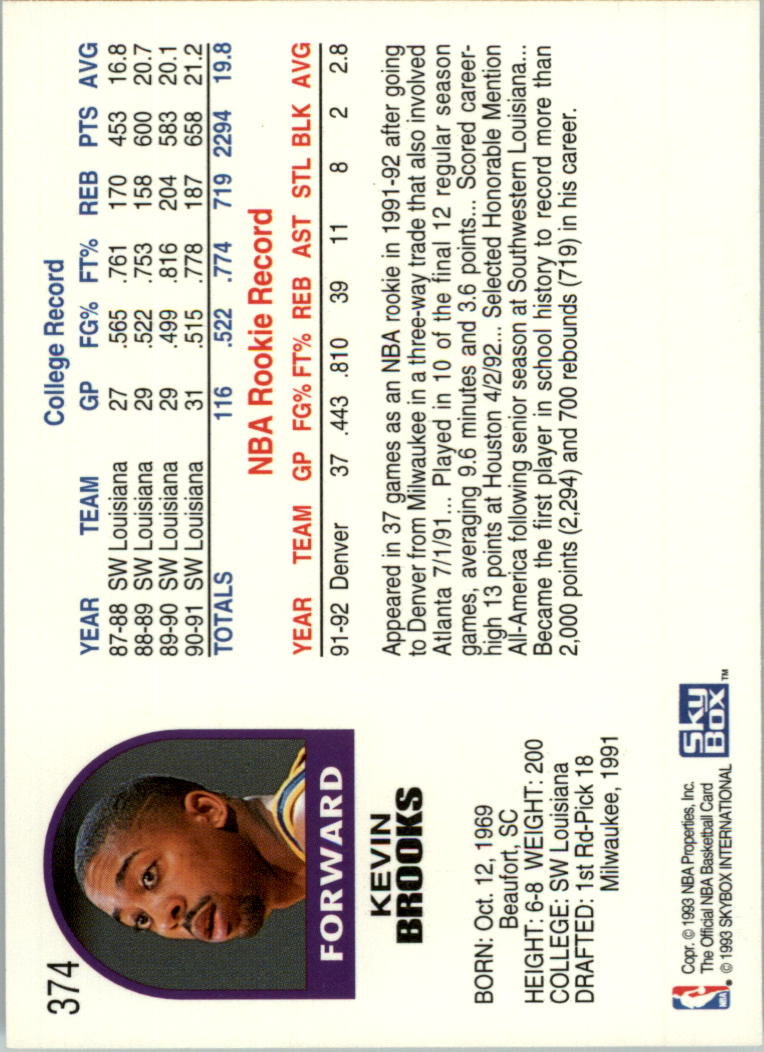 374
FORWARD
KEVIN
BROOKS
BORN: Oct. 12, 1969
Beaufort, SC
HEIGHT: 6-8 WEIGHT: 200
COLLEGE: SW Louisiana
DRAFTED: 1st Rd-Pick 18
Milwaukee, 1991
NBA
Copr. © 1993 NBA Properties, Inc.
The Official NBA Basketball Card
© 1993 SKYBOX INTERNATIONAL
Sky
Box™
College Record
YEAR TEAM GP FG% FT% REB PTS AVG
87-88 SW Louisiana 27 .565 .761 170 453 16.8
88-89 SW Louisiana 29 .522 .753 158 600 20.7
89-90 SW Louisiana 29 .499 .816 204 583 20.1
90-91 SW Louisiana 31 .515 .778 187 658 21.2
TOTALS 116 .522 .774 719 2294 19.8
NBA Rookie Record
YEAR TEAM GP FG% FT% REB AST STL BLK AVG
91-92 Denver 37 .443 .810 39 11 8 2 2.8
Appeared in 37 games as an NBA rookie in 1991-92 after going
to Denver from Milwaukee in a three-way trade that also involved
Atlanta 7/1/91... Played in 10 of the final 12 regular season
games, averaging 9.6 minutes and 3.6 points... Scored career-
high 13 points at Houston 4/2/92... Selected Honorable Mention
All-America following senior season at Southwestern Louisiana...
Became the first player in school history to record more than
2,000 points (2,294) and 700 rebounds (719) in his career.